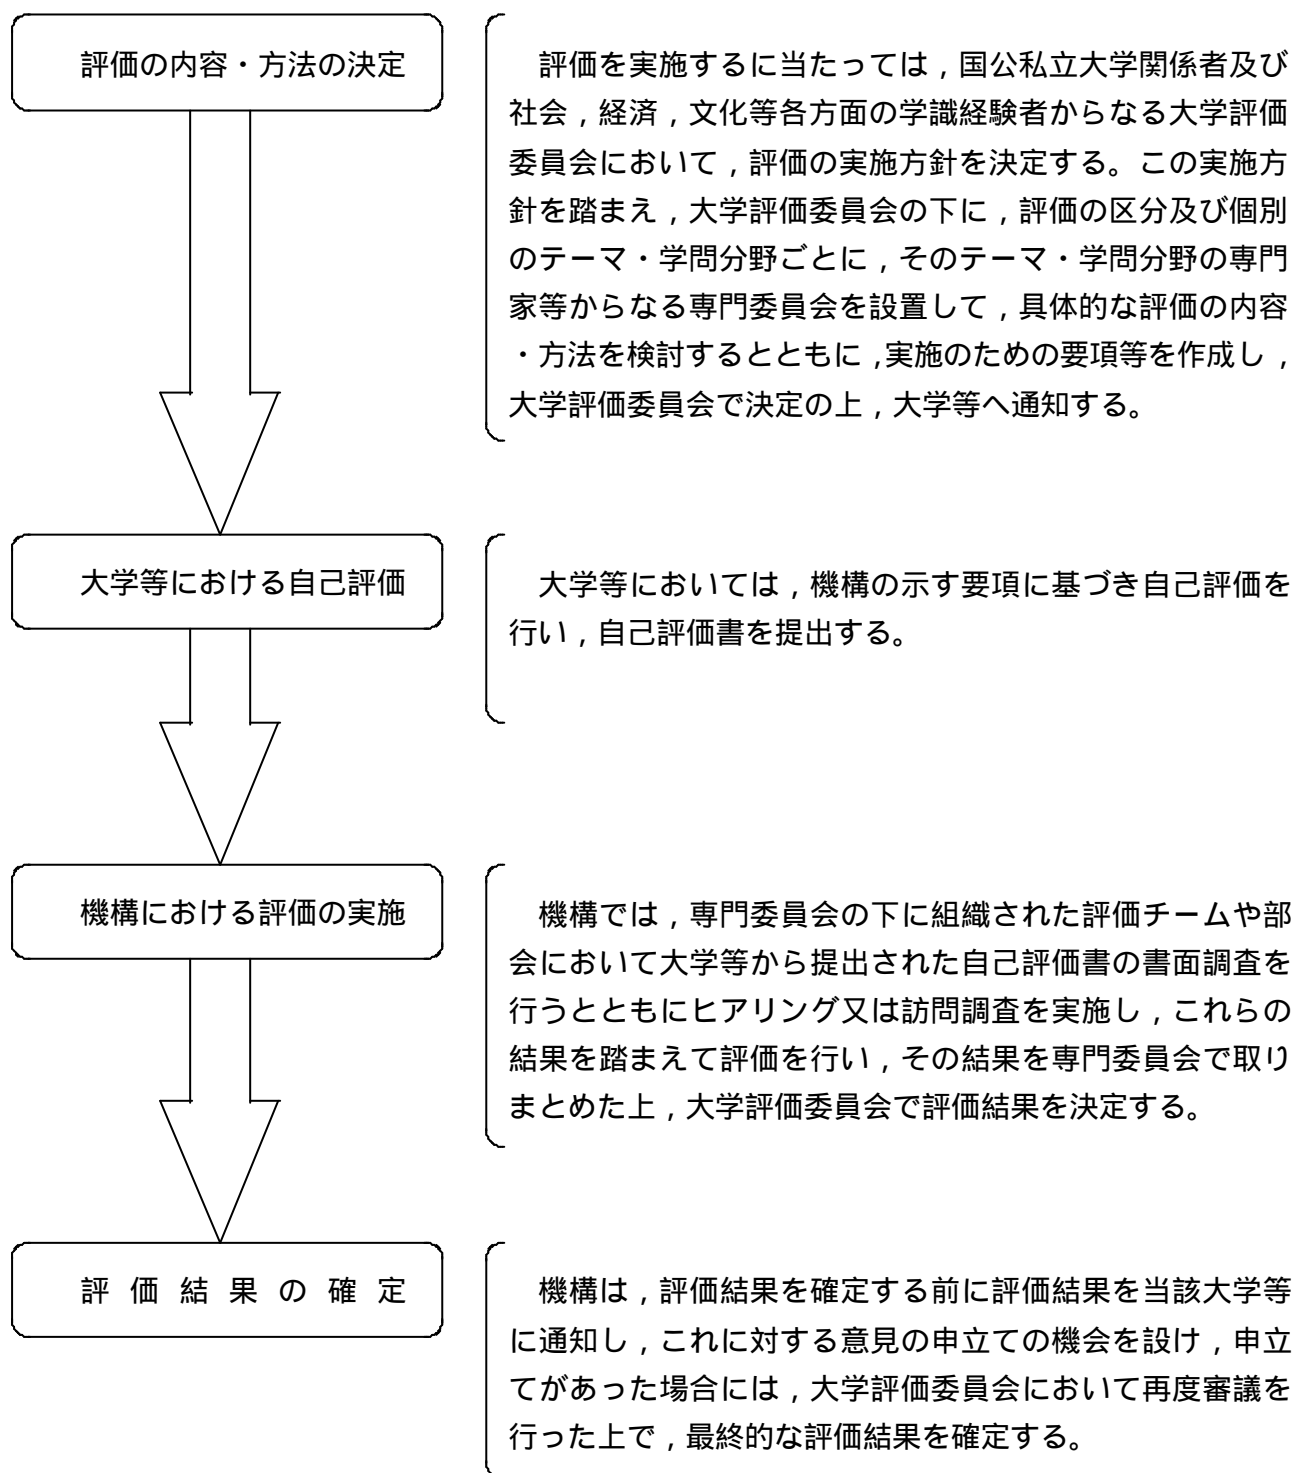 評価の内容・方法の決定
評価を実施するに当たっては，国公私立大学関係者及び
社会，経済，文化等各方面の学識経験者からなる大学評価
委員会において，評価の実施方針を決定する。この実施方
針を踏まえ，大学評価委員会の下に，評価の区分及び個別
のテーマ・学問分野ごとに，そのテーマ・学問分野の専門
家等からなる専門委員会を設置して，具体的な評価の内容
・方法を検討するとともに，実施のための要項等を作成し，
大学評価委員会で決定の上，大学等へ通知する。
大学等における自己評価
大学等においては，機構の示す要項に基づき自己評価を
行い，自己評価書を提出する。
機構における評価の実施
機構では，専門委員会の下に組織された評価チームや部
会において大学等から提出された自己評価書の書面調査を
行うとともにヒアリング又は訪問調査を実施し，これらの
結果を踏まえて評価を行い，その結果を専門委員会で取り
まとめた上，大学評価委員会で評価結果を決定する。
評価結果の確定
機構は，評価結果を確定する前に評価結果を当該大学等
に通知し，これに対する意見の申立ての機会を設け，申立
てがあった場合には，大学評価委員会において再度審議を
行った上で，最終的な評価結果を確定する。